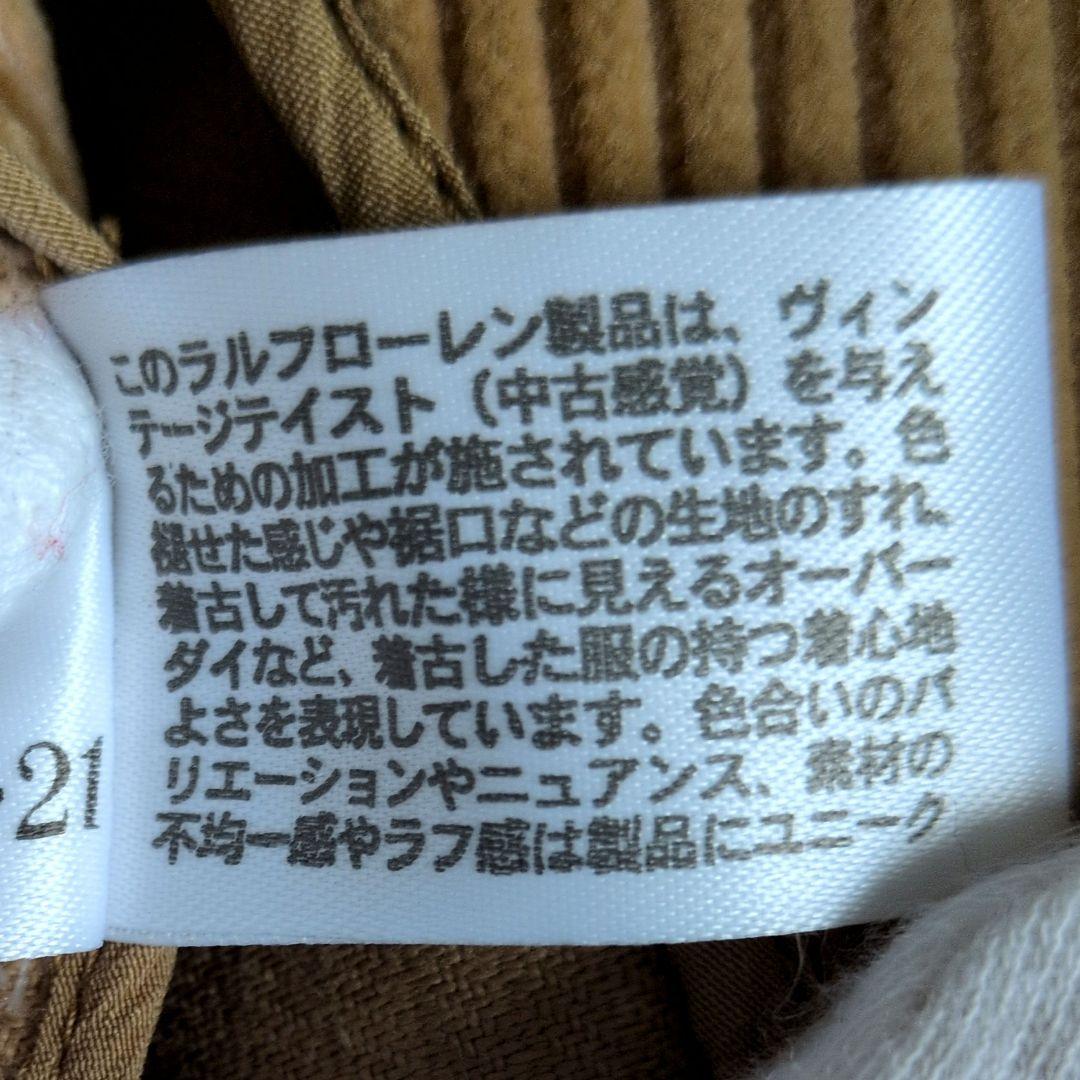 このラルフローレン製品は、ヴィン
テージテイスト（中古感覚）を与え
るための加工が施されています。色
褪せた感じや裾口などの生地のすれ、
着古して汚れた様に見えるオーバー
ダイなど、着古した服の持つ着心地
よさを表現しています。色合いのバ
リエーションやニュアンス、素材の
不均一感やラフ感は製品にユニーク
21